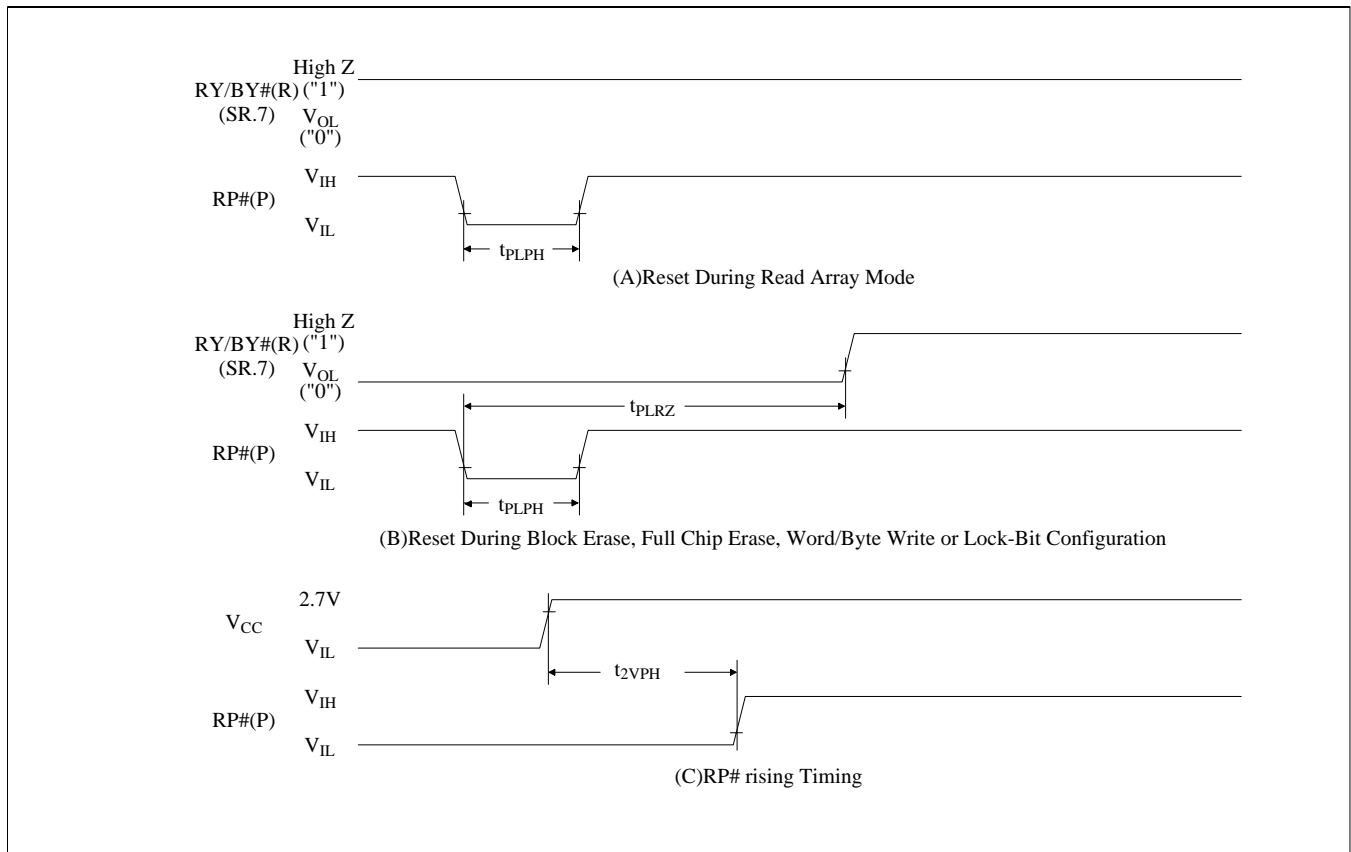 High Z
RY/BY#(R) ("1")
(SR.7) VOL
("0")
VIH
RP#(P)
VIL
tPLPH
(A)Reset During Read Array Mode
High Z
RY/BY#(R) ("1")
(SR.7) VOL
("0")
tPLRZ
VIH
RP#(P)
VIL
tPLPH
(B)Reset During Block Erase, Full Chip Erase, Word/Byte Write or Lock-Bit Configuration
2.7V
VCC
VIL
t2VPH
VIH
RP#(P)
VIL
(C)RP# rising Timing